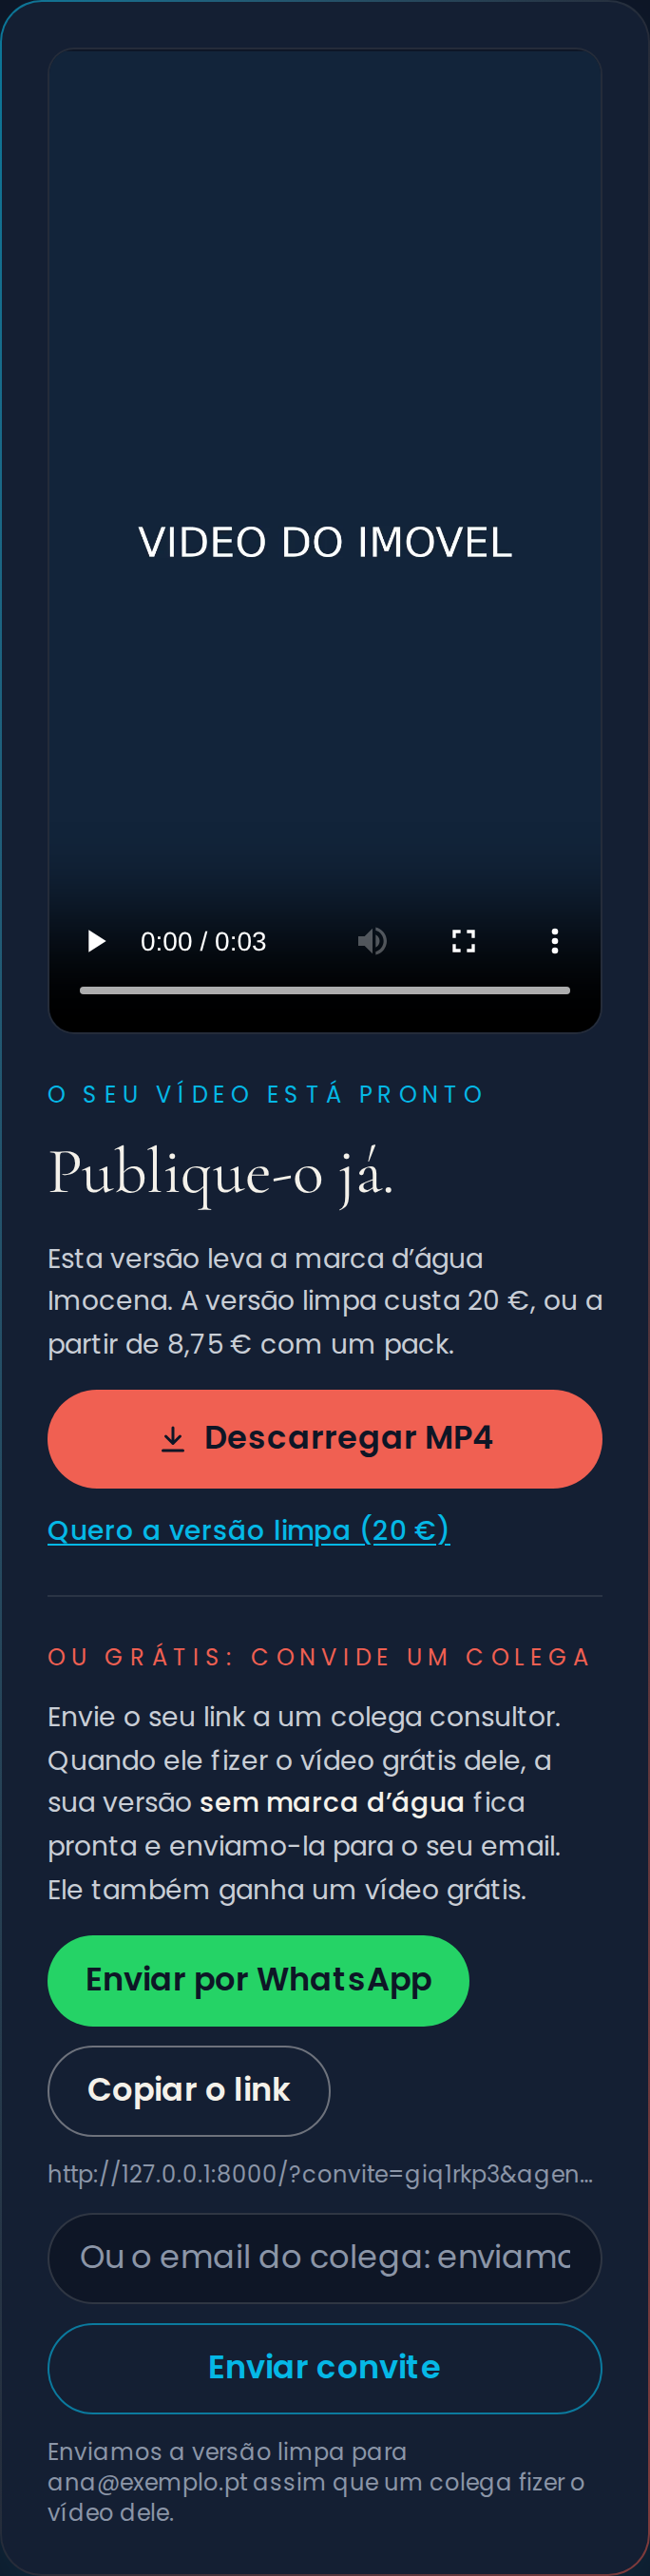 VIDEO DO IMOVEL
0:00 / 0:03
O SEU VÍDEO ESTÁ PRONTO
Publique-o já.
Esta versão leva a marca d’água
Imocena. A versão limpa custa 20 €, ou a
partir de 8,75 € com um pack.
Descarregar MP4
Quero a versão limpa (20 €)
OU GRÁTIS: CONVIDE UM COLEGA
Envie o seu link a um colega consultor.
Quando ele fizer o vídeo grátis dele, a
sua versão sem marca d’água fica
pronta e enviamo-la para o seu email.
Ele também ganha um vídeo grátis.
Enviar por WhatsApp
Copiar o link
http://127.0.0.1:8000/?convite=giq1rkp3&agen…
Ou o email do colega: enviamo
Enviar convite
Enviamos a versão limpa para
ana@exemplo.pt assim que um colega fizer o
vídeo dele.